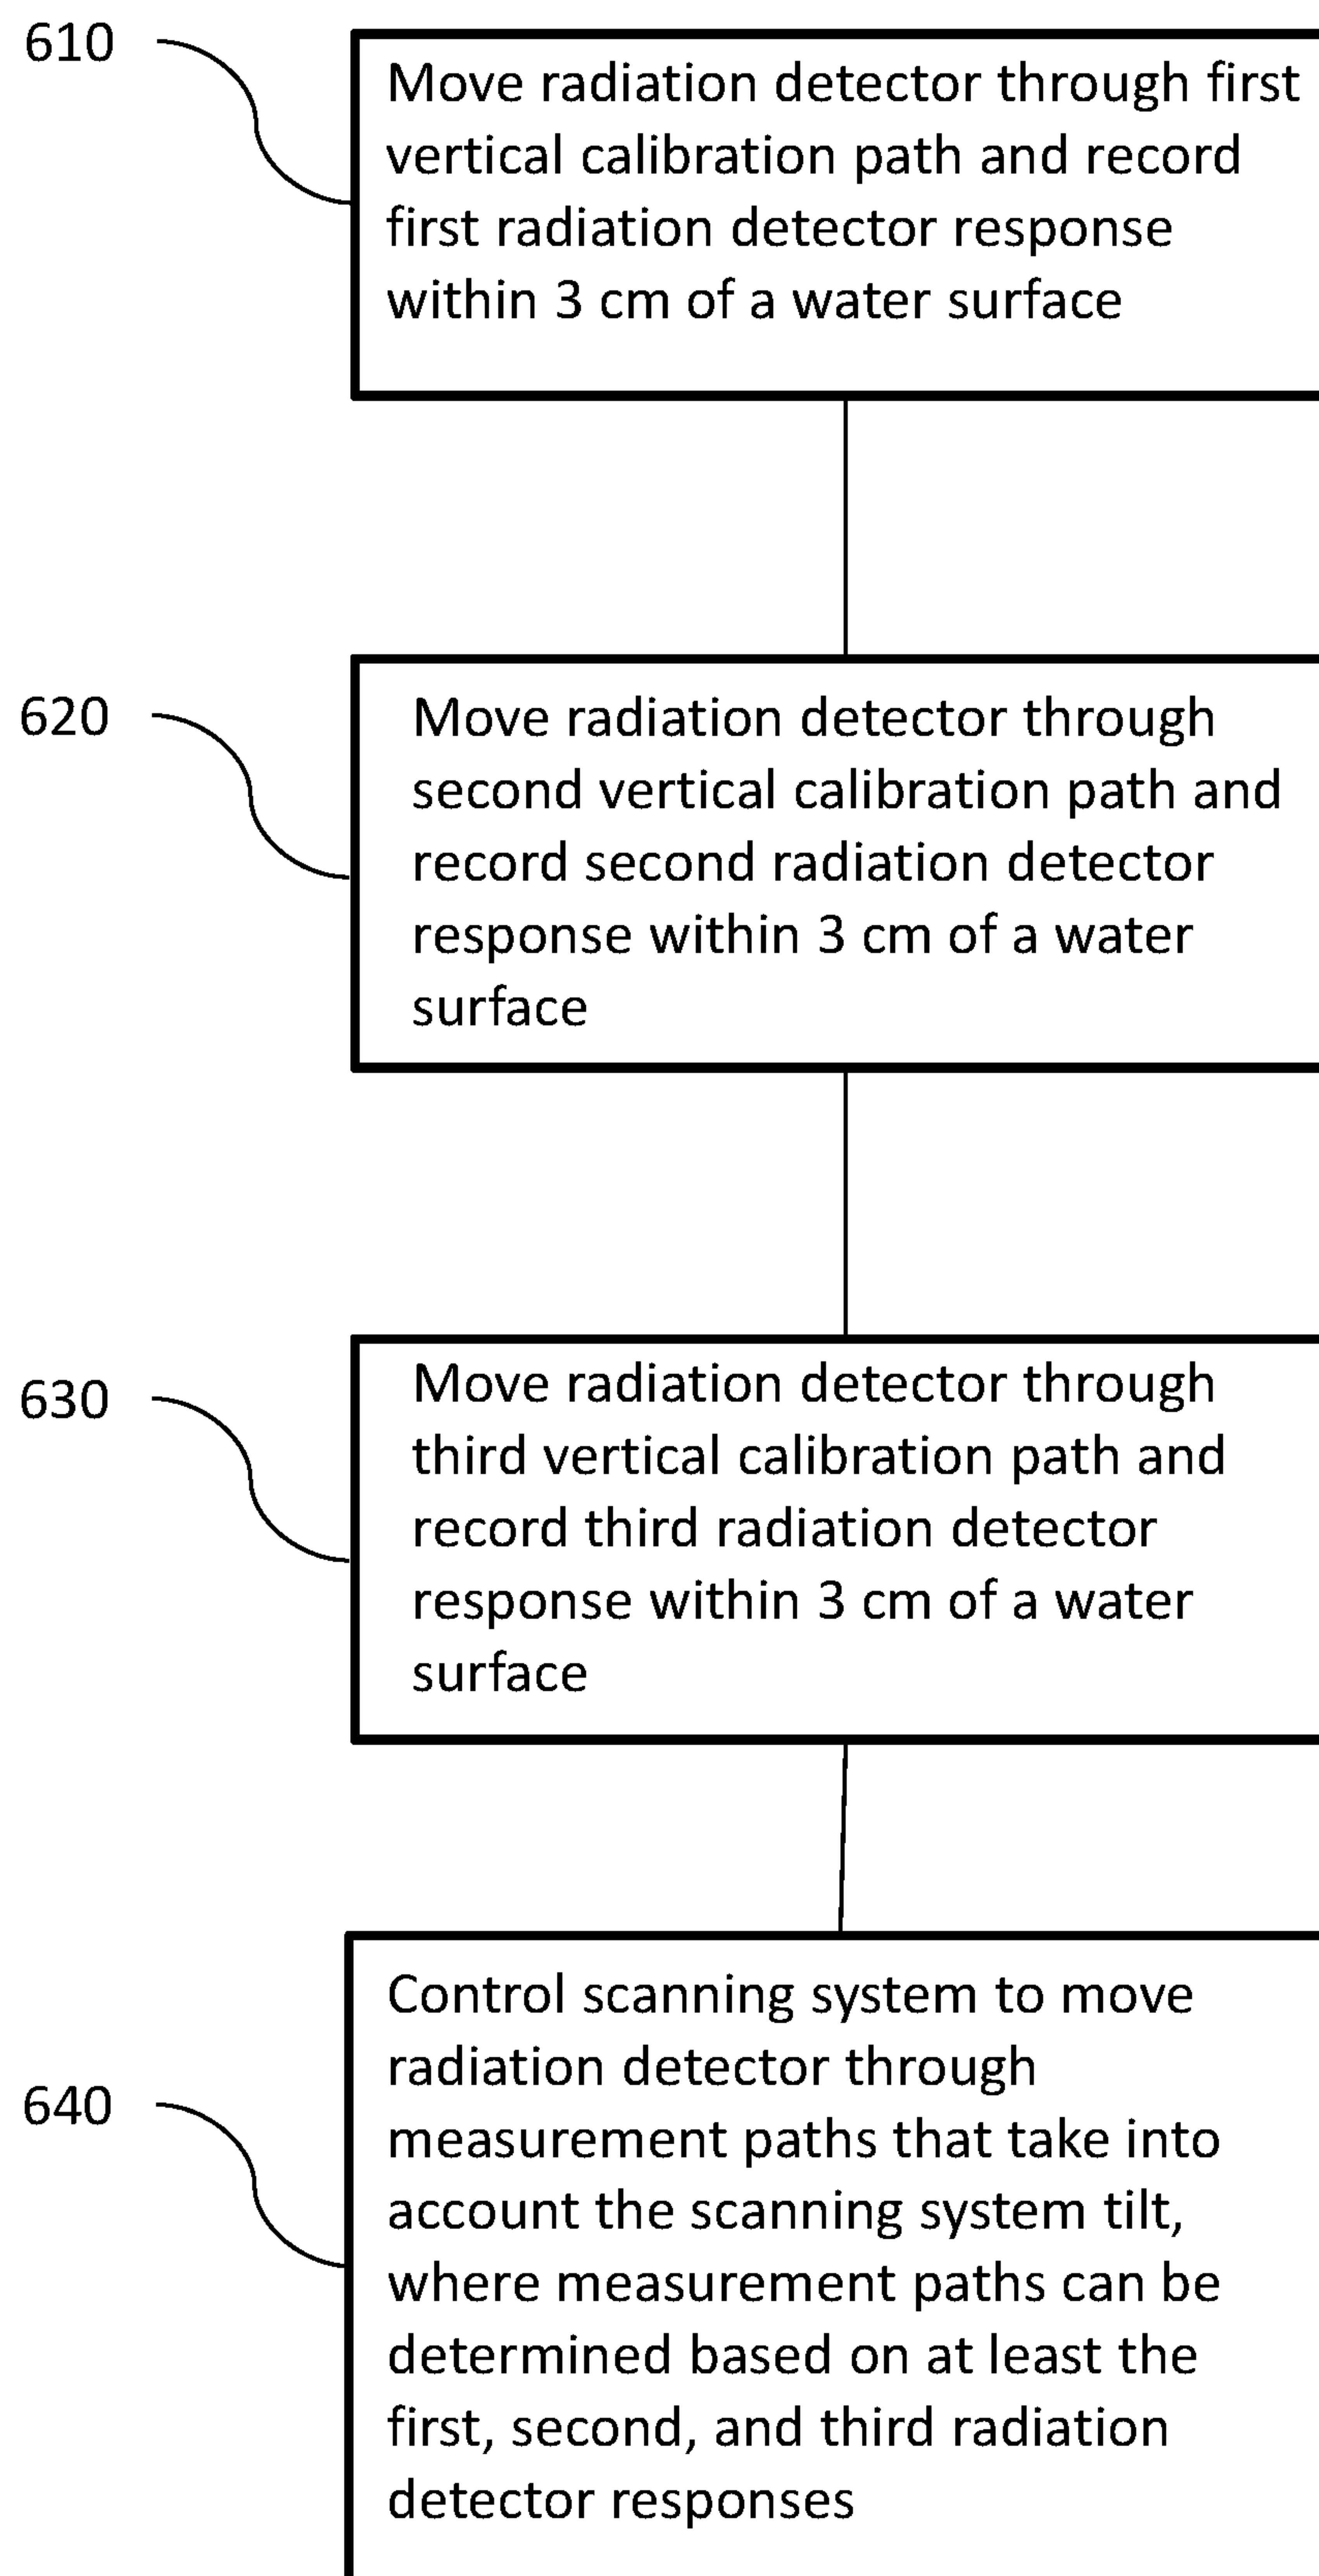 610
Move radiation detector through first
vertical calibration path and record
first radiation detector response
within 3 cm of a water surface
620
Move radiation detector through
second vertical calibration path and
record second radiation detector
response within 3 cm of a water
surface
630
Move radiation detector through
third vertical calibration path and
record third radiation detector
response within 3 cm of a water
surface
640
Control scanning system to move
radiation detector through
measurement paths that take into
account the scanning system tilt,
where measurement paths can be
determined based on at least the
first, second, and third radiation
detector responses